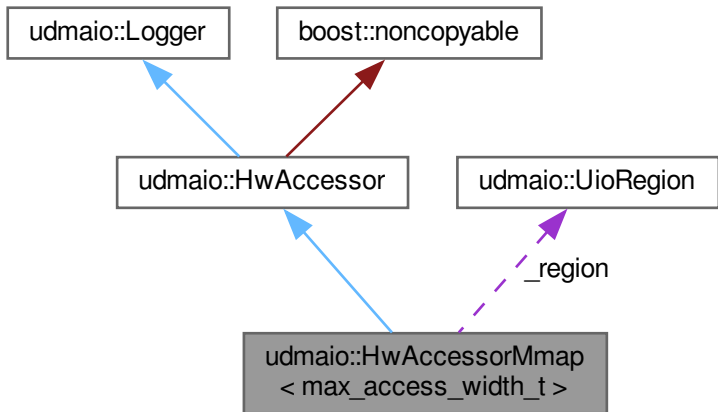 udmaio::Logger
boost::noncopyable
udmaio::HwAccessor
udmaio::UioRegion
_region
udmaio::HwAccessorMmap
< max_access_width_t >